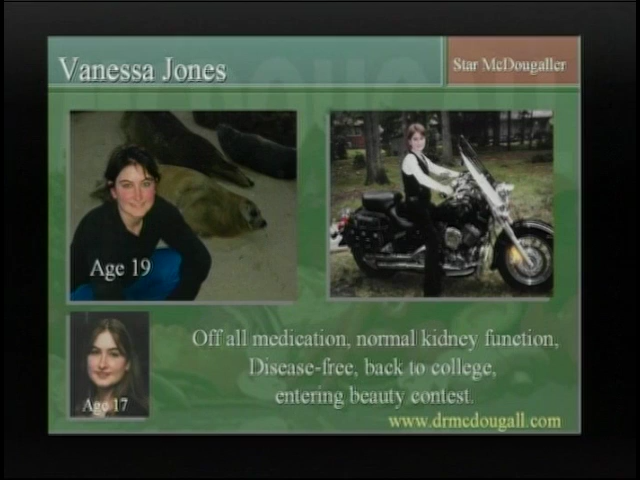 Vanessa Jones
Star McDougaller
Age 19
Age 17
Off all medication, normal kidney function,
Disease-free, back to college,
entering beauty contest.
www.drmcdougall.com